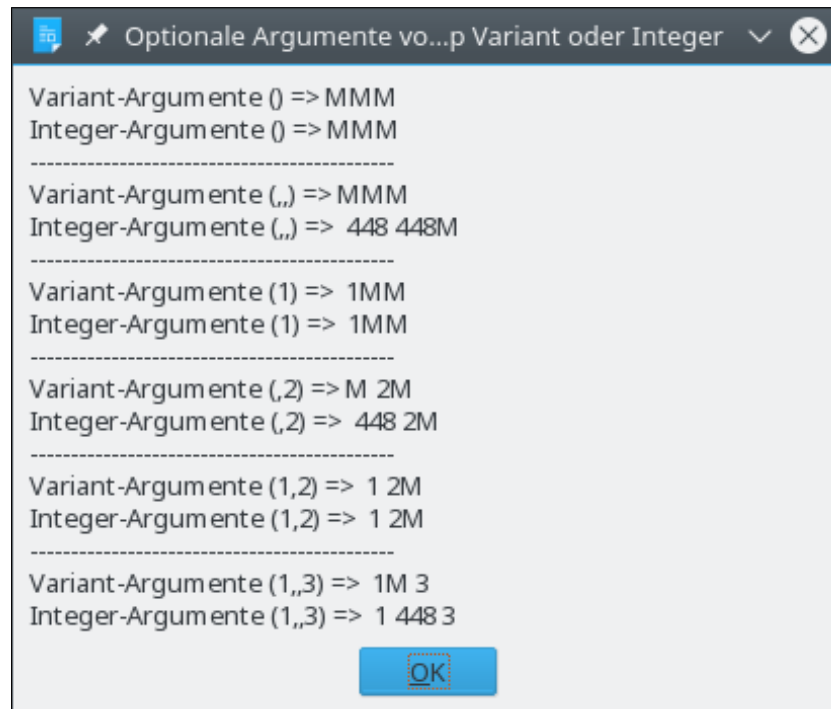 Optionale Argumente vo...p Variant oder Integer
Variant-Argumente () => MMM
Integer-Argumente () => MMM
--------------------------------------------
Variant-Argumente (,,) => MMM
Integer-Argumente (,,) =>  448 448M
--------------------------------------------
Variant-Argumente (1) =>  1MM
Integer-Argumente (1) =>  1MM
--------------------------------------------
Variant-Argumente (,2) => M 2M
Integer-Argumente (,2) =>  448 2M
--------------------------------------------
Variant-Argumente (1,2) =>  1 2M
Integer-Argumente (1,2) =>  1 2M
--------------------------------------------
Variant-Argumente (1,,3) =>  1M 3
Integer-Argumente (1,,3) =>  1 448 3
OK